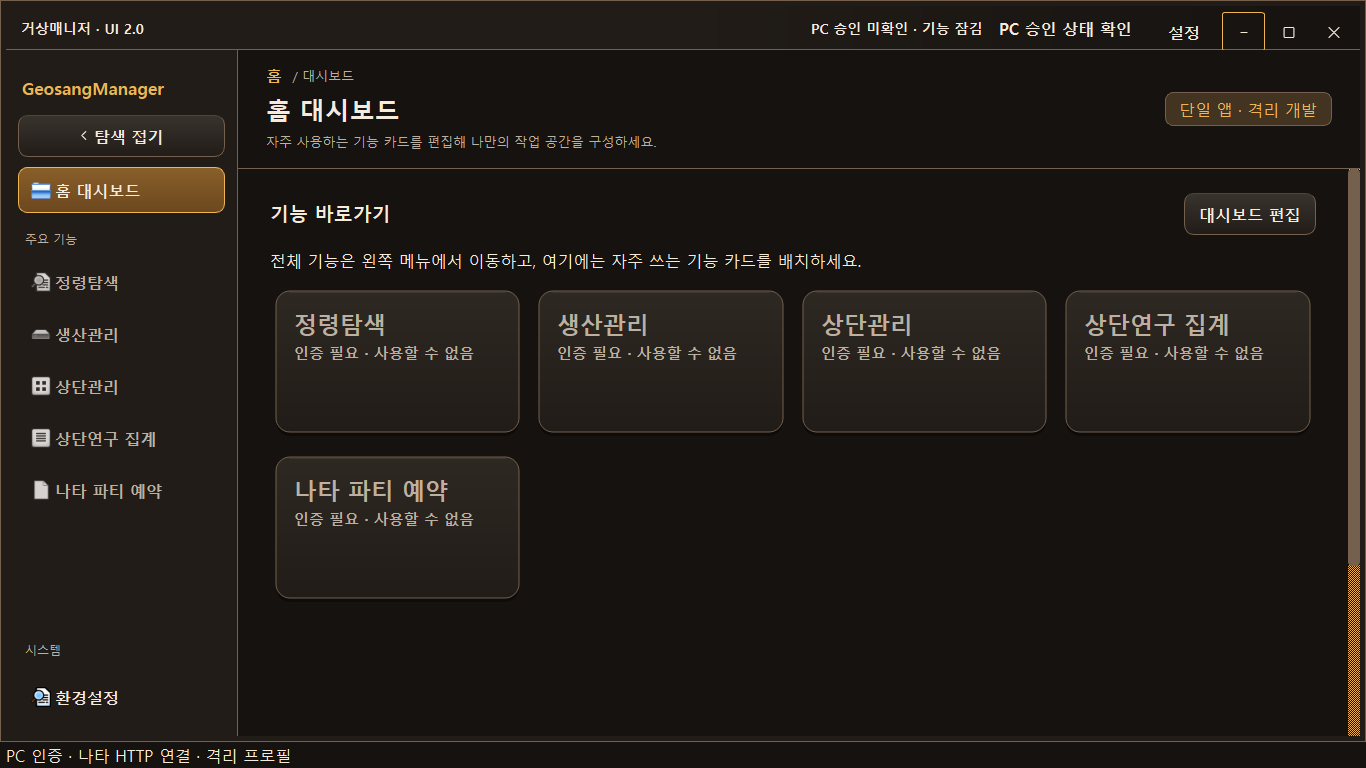 거상매니저 · UI 2.0
PC 승인 미확인 · 기능 잠김
PC 승인 상태 확인
설정
GeosangManager
탐색 접기
홈 대시보드
주요 기능
정령탐색
생산관리
상단관리
상단연구 집계
나타 파티 예약
시스템
환경설정
홈 / 대시보드
홈 대시보드
자주 사용하는 기능 카드를 편집해 나만의 작업 공간을 구성하세요.
단일 앱 · 격리 개발
기능 바로가기
대시보드 편집
전체 기능은 왼쪽 메뉴에서 이동하고, 여기에는 자주 쓰는 기능 카드를 배치하세요.
정령탐색
인증 필요 · 사용할 수 없음
생산관리
인증 필요 · 사용할 수 없음
상단관리
인증 필요 · 사용할 수 없음
상단연구 집계
인증 필요 · 사용할 수 없음
나타 파티 예약
인증 필요 · 사용할 수 없음
PC 인증 · 나타 HTTP 연결 · 격리 프로필